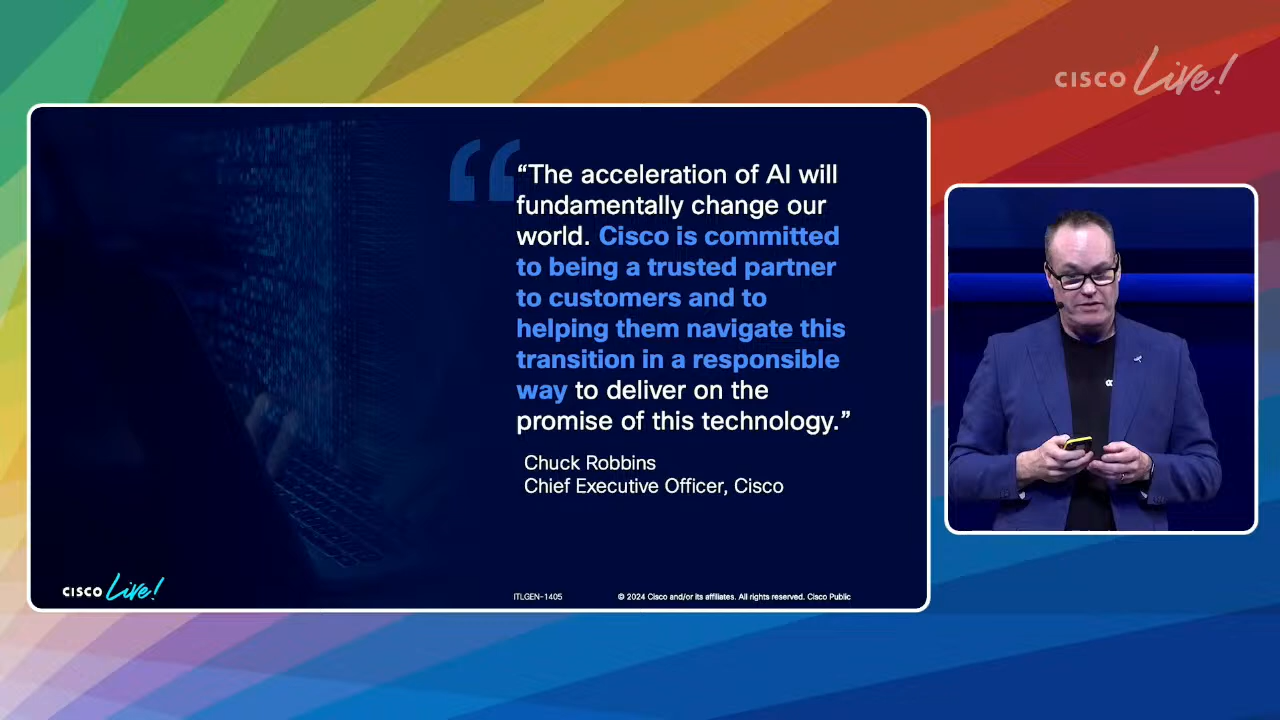 CISCO Live!
“The acceleration of AI will
fundamentally change our
world. Cisco is committed
to being a trusted partner
to customers and to
helping them navigate this
transition in a responsible
way to deliver on the
promise of this technology.”
Chuck Robbins
Chief Executive Officer, Cisco
CISCO Live!
ITLGEN-1405
© 2024 Cisco and/or its affiliates. All rights reserved. Cisco Public